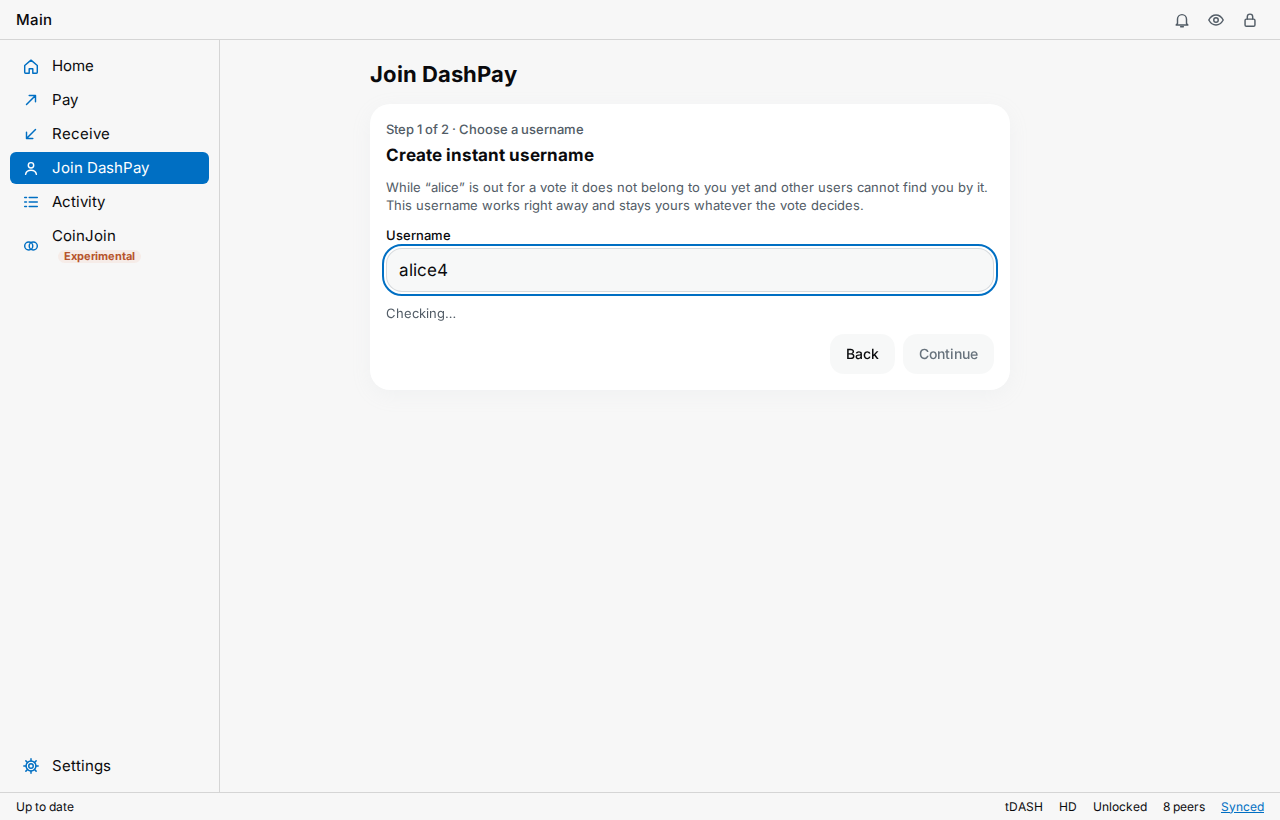 Main
Home
Pay
Receive
Join DashPay
Activity
CoinJoin
Experimental
Settings
Join DashPay
Step 1 of 2 · Choose a username
Create instant username
While “alice” is out for a vote it does not belong to you yet and other users cannot find you by it.
This username works right away and stays yours whatever the vote decides.
Username
alice4
Checking…
Back
Continue
Up to date
tDASH
HD
Unlocked
8 peers
Synced